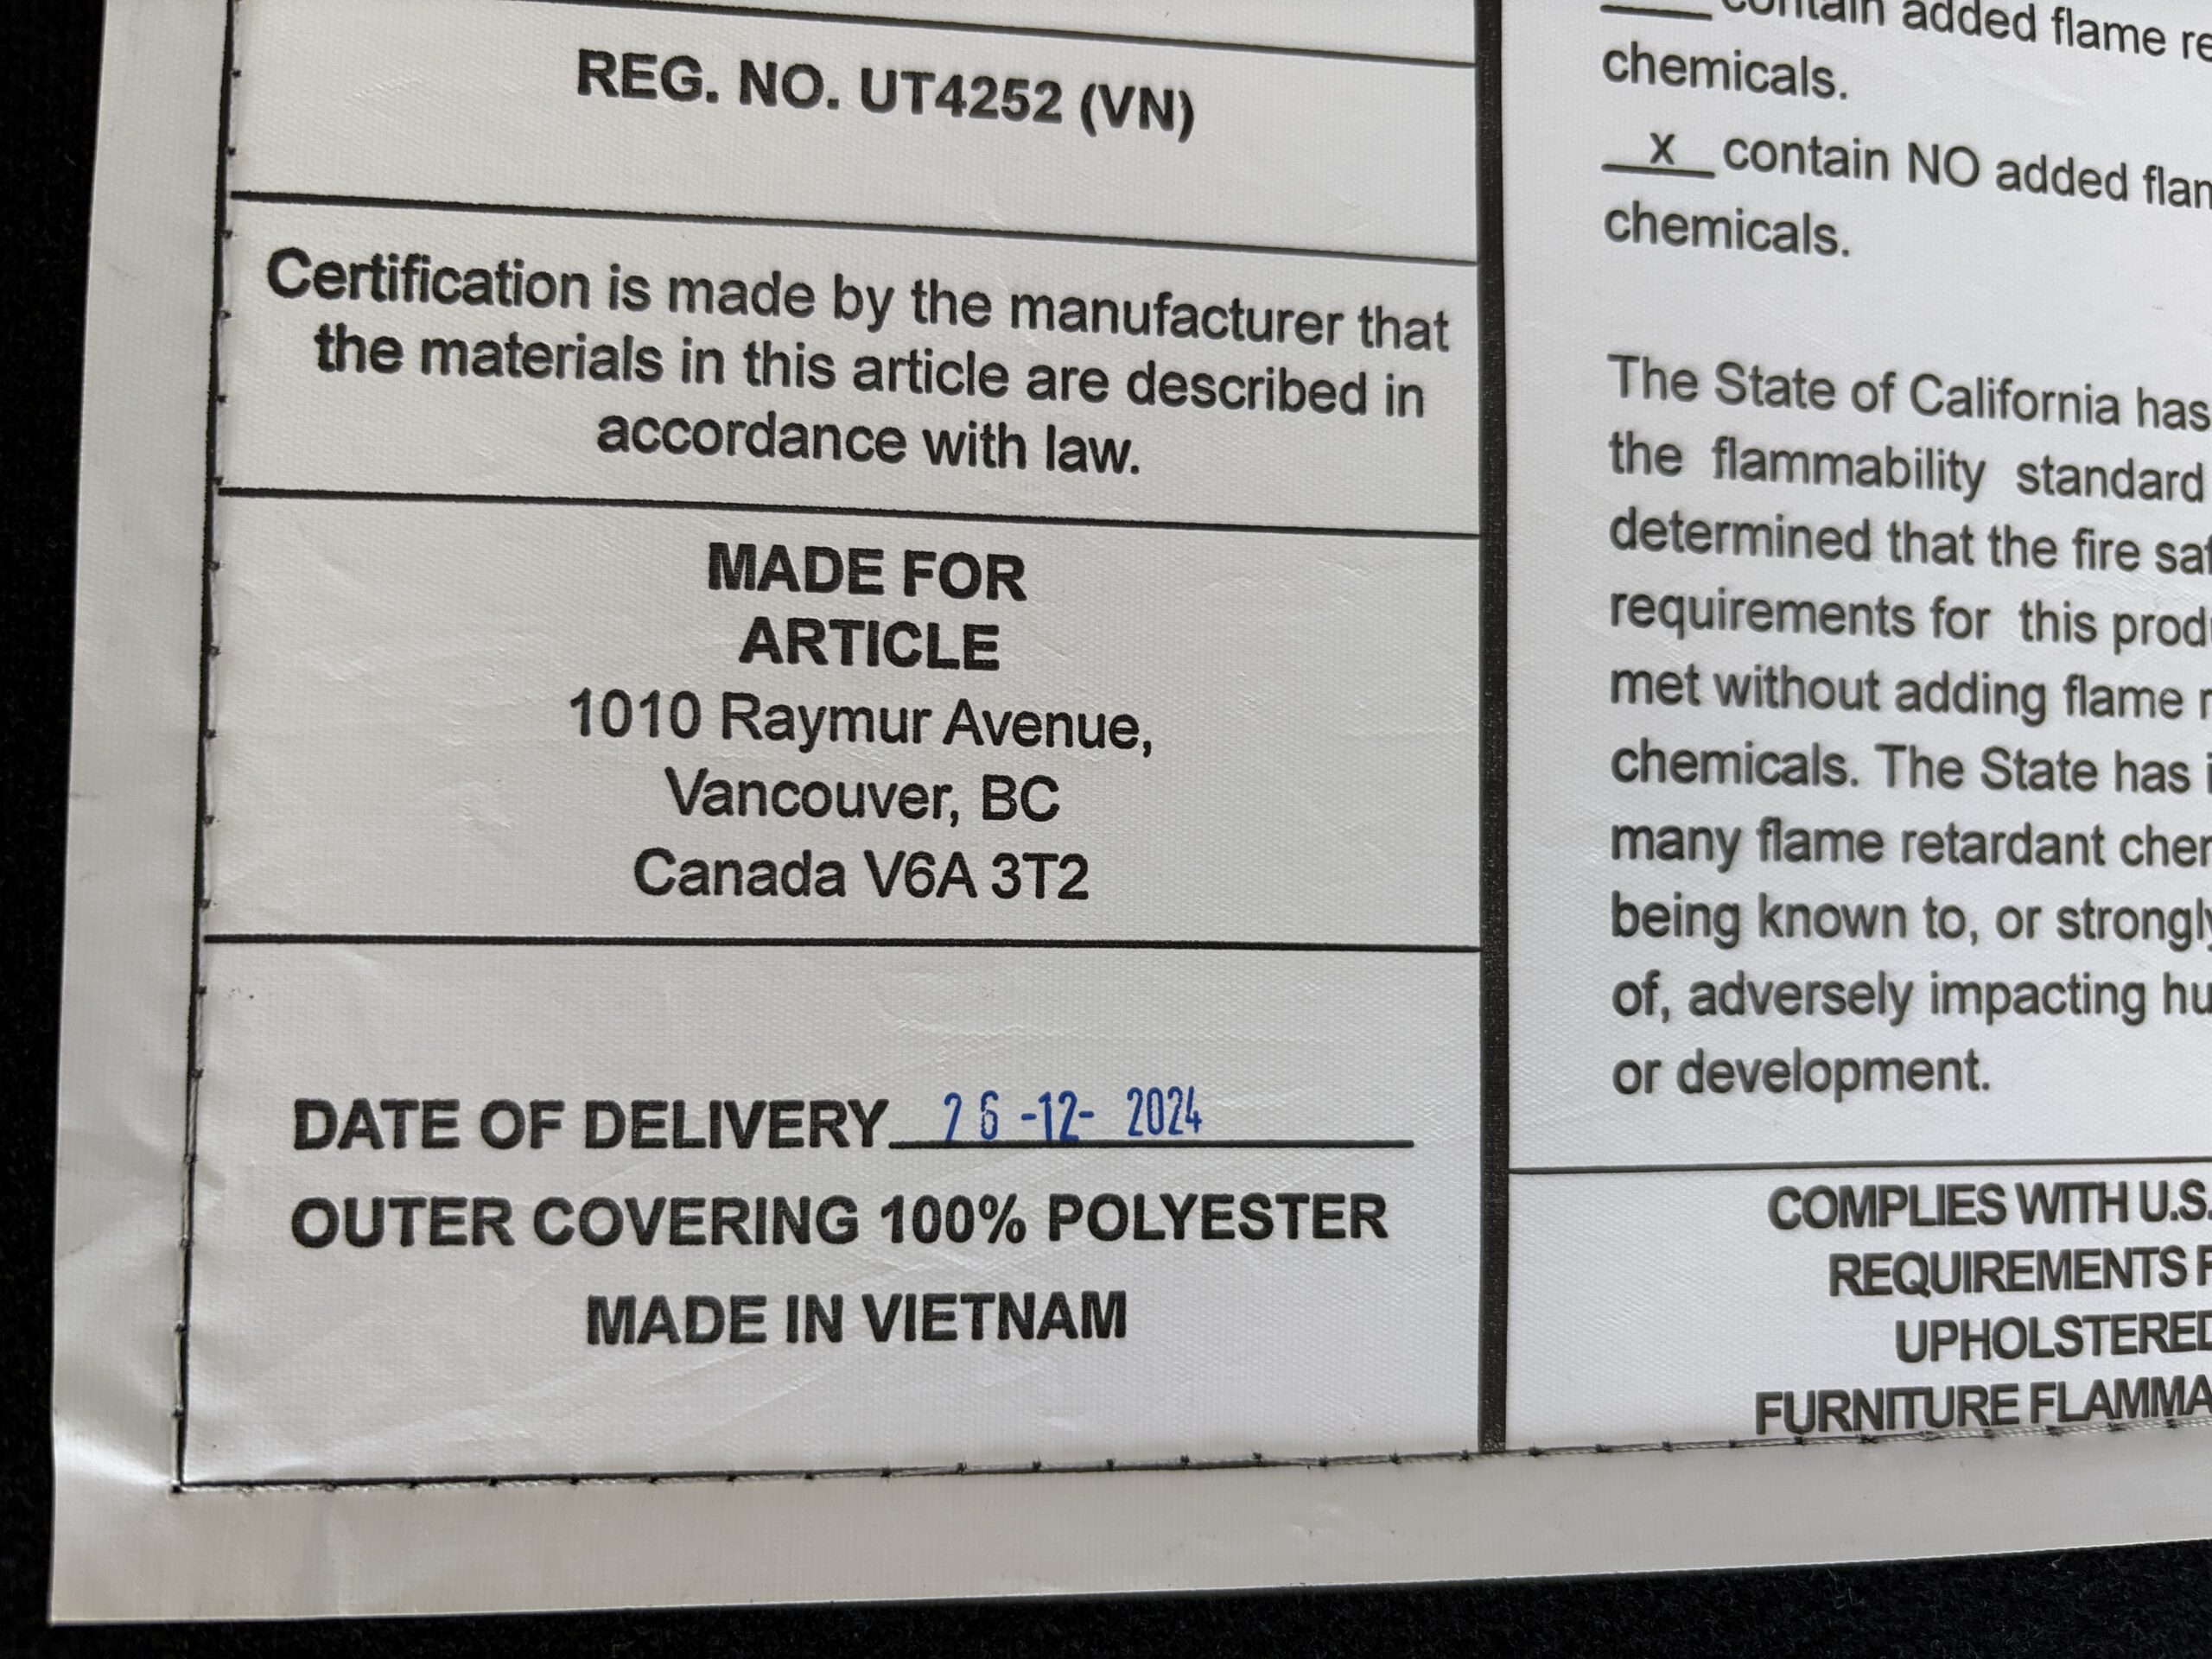 REG. NO. UT4252 (VN)
Certification is made by the manufacturer that
the materials in this article are described in
accordance with law.
MADE FOR
ARTICLE
1010 Raymur Avenue,
Vancouver, BC
Canada V6A 3T2
DATE OF DELIVERY 26 -12- 2024
OUTER COVERING 100% POLYESTER
MADE IN VIETNAM
contain added flame
chemicals.
x contain NO added
chemicals.
The State of California has
the flammability standard
determined that the fire
requirements for this
met without adding flame
chemicals. The State has
many flame retardant
being known to, or
of, adversely impacting
or development.
COMPLIES WITH U.S.
REQUIREMENTS
UPHOLSTERED
FURNITURE